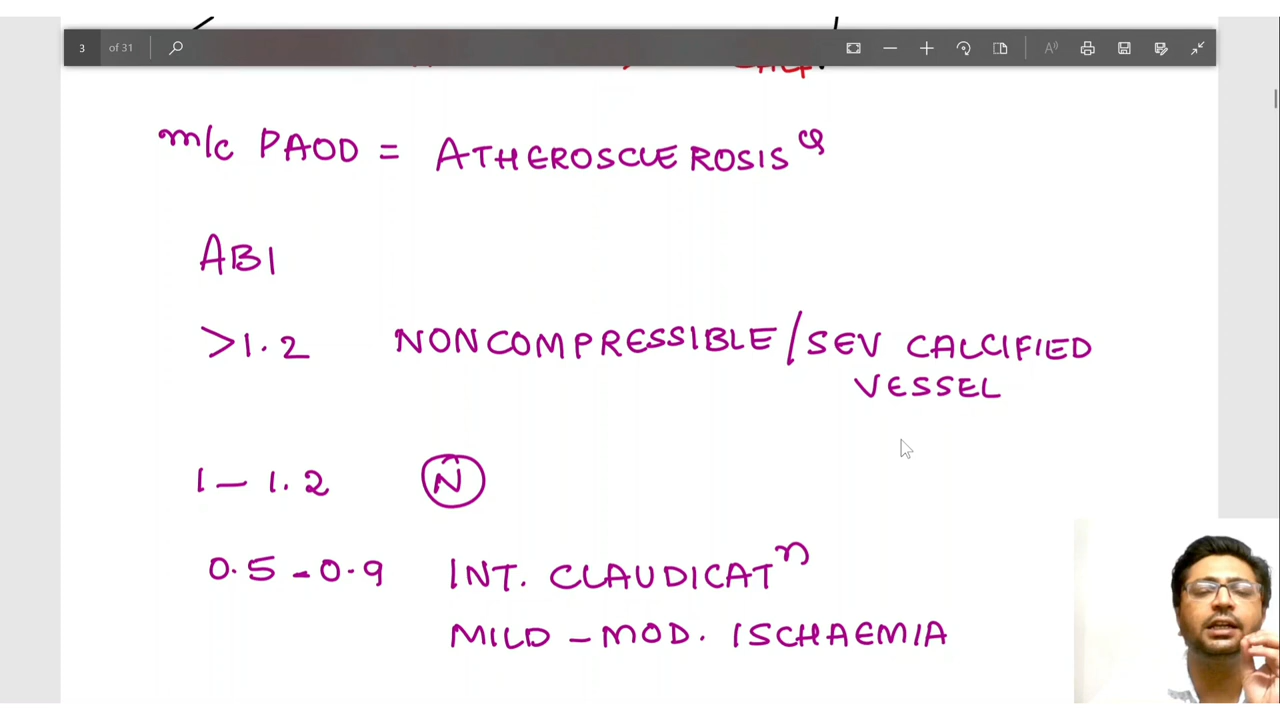 3 of 31
m/c PAOD = ATHEROSCLEROSIS
ABI
>1.2 NONCOMPRESSIBLE/SEV CALCIFIED
VESSEL
1 - 1.2 N
0.5 - 0.9 INT. CLAUDICATⁿ
MILD - MOD. ISCHAEMIA